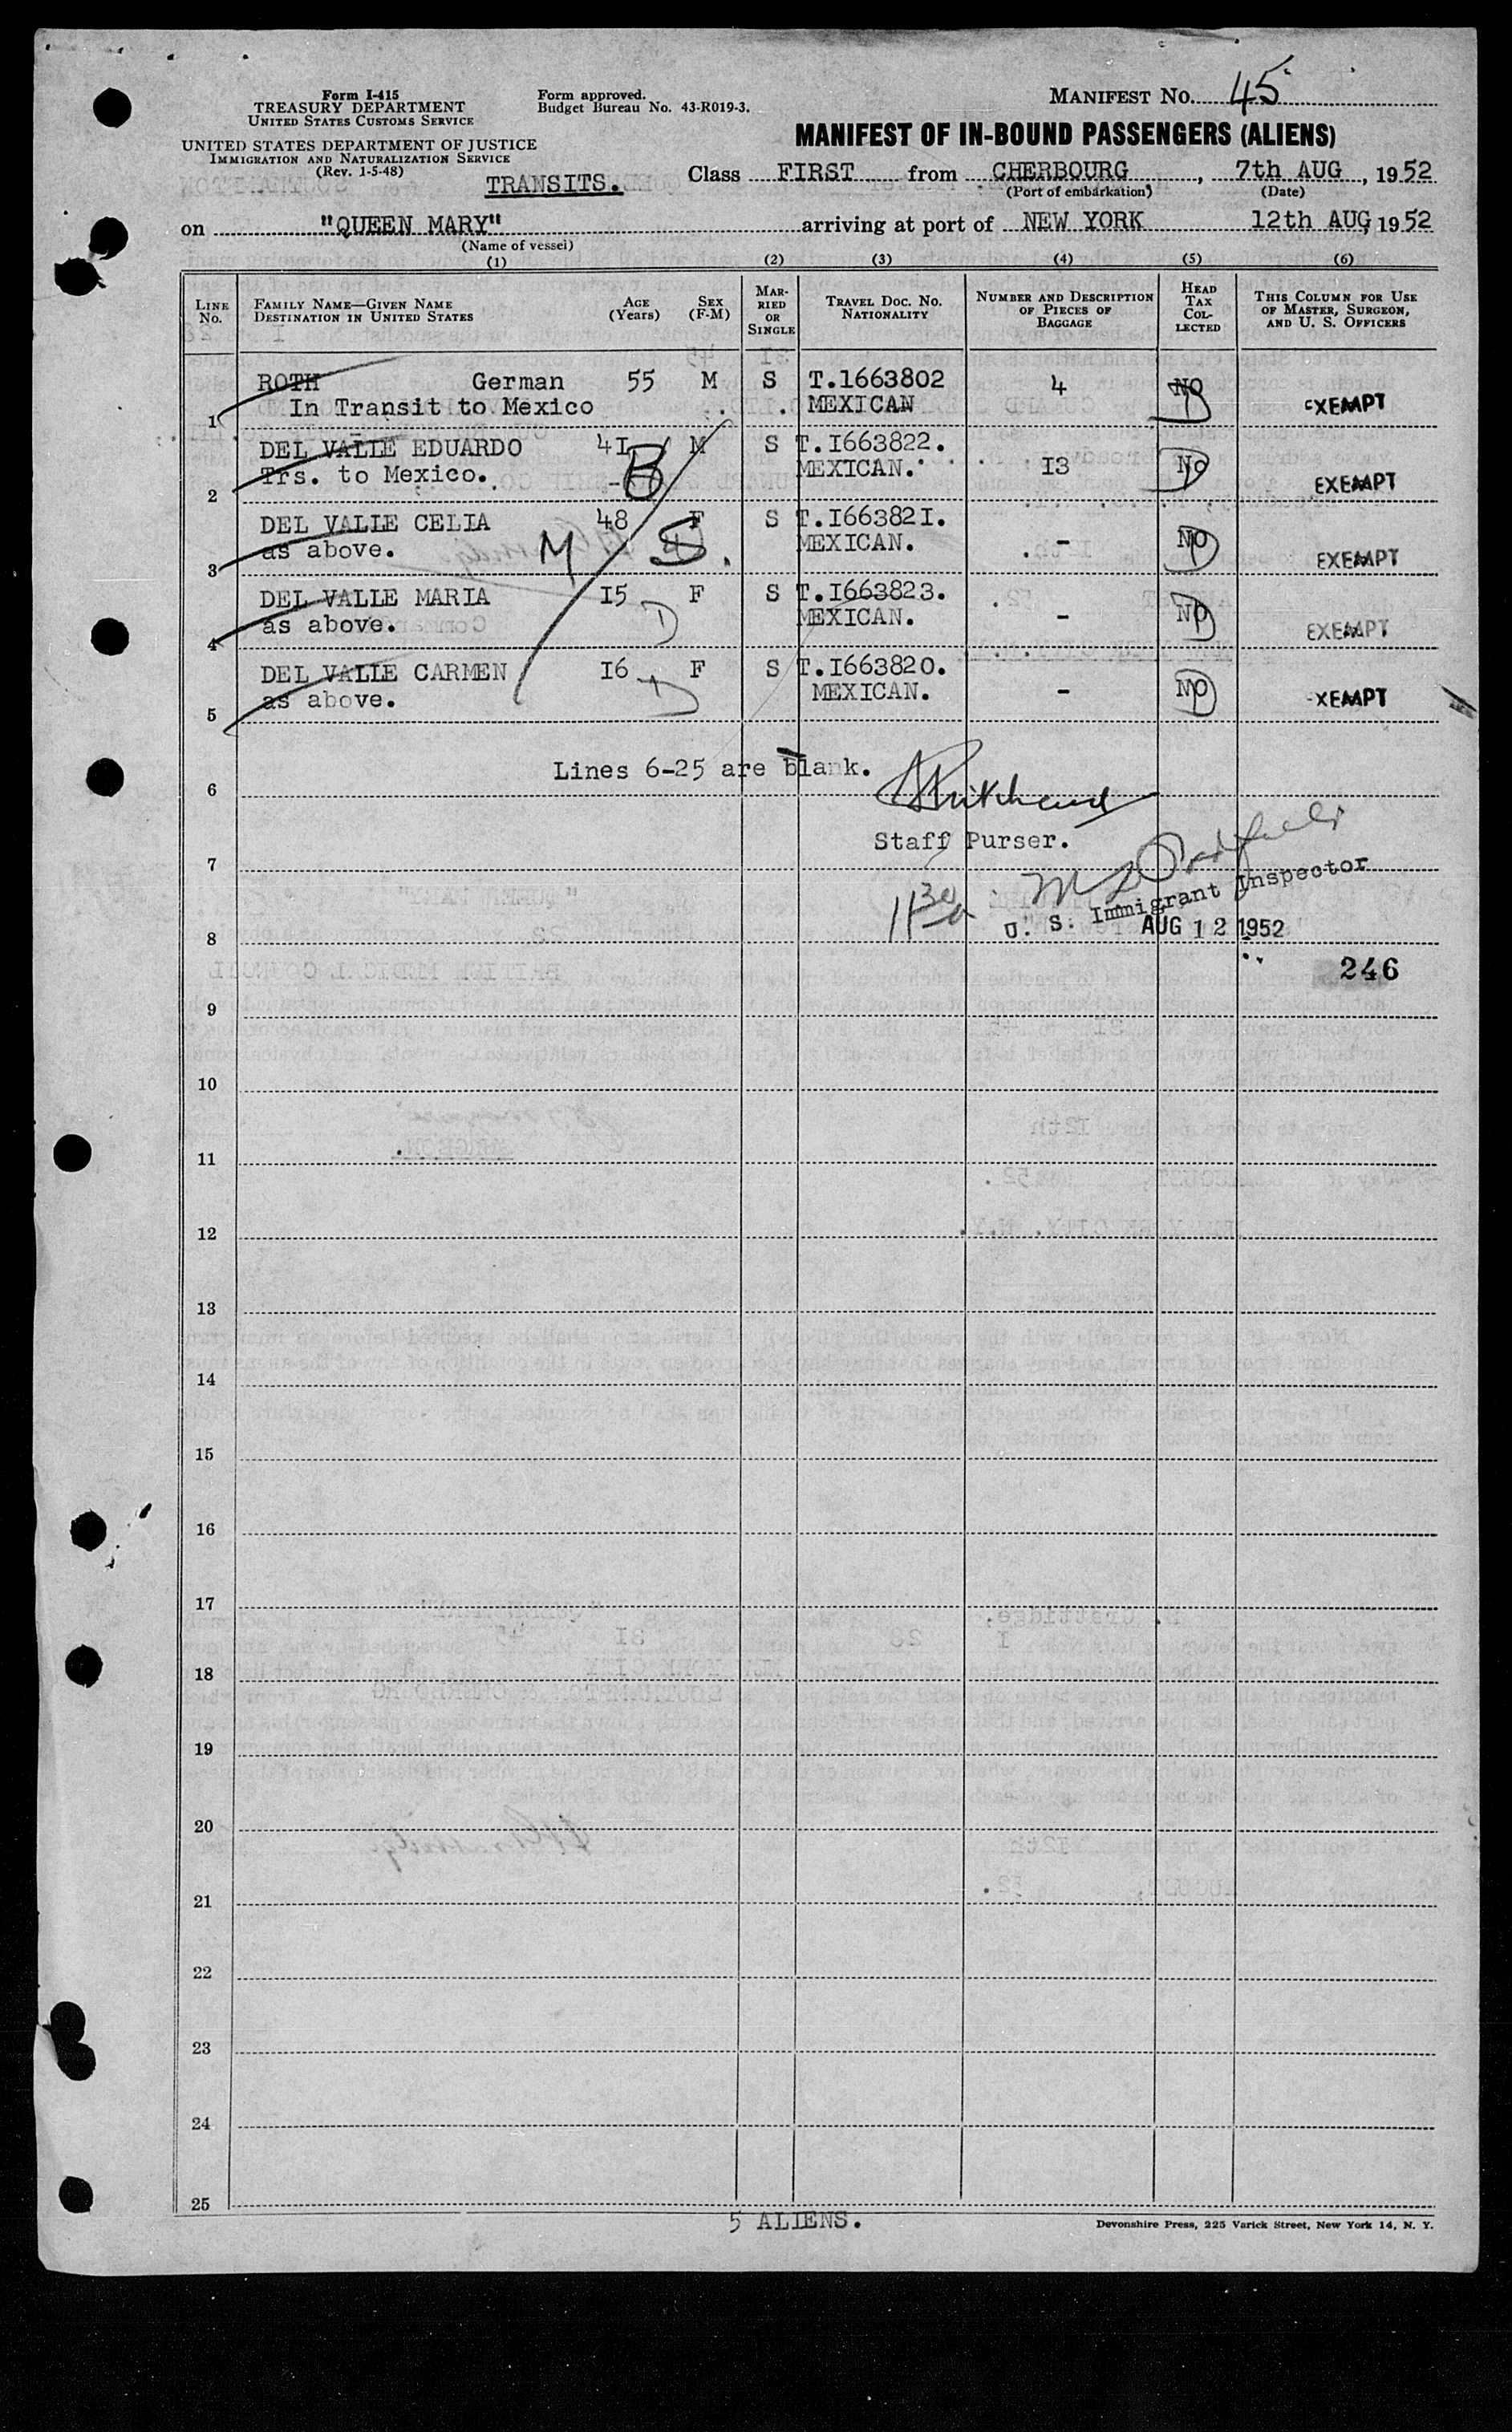 Form I-415
TREASURY DEPARTMENT
UNITED STATES CUSTOMS SERVICE
UNITED STATES DEPARTMENT OF JUSTICE
IMMIGRATION AND NATURALIZATION SERVICE
(Rev. 1-5-48)
Form approved.
Budget Bureau No. 43-R019-3.
MANIFEST NO. 45
MANIFEST OF IN-BOUND PASSENGERS (ALIENS)
TRANSITS. Class FIRST from CHERBOURG, 7th AUG, 1952
(Port of embarkation) (Date)
on "QUEEN MARY" arriving at port of NEW YORK 12th AUG, 1952
(Name of vessel)
(1) (2) (3) (4) (5) (6)
LINE NO. FAMILY NAME—GIVEN NAME DESTINATION IN UNITED STATES AGE (Years) SEX (F-M) MARRIED OR SINGLE TRAVEL DOC. NO. NATIONALITY NUMBER AND DESCRIPTION OF PIECES OF BAGGAGE HEAD TAX COLLECTED THIS COLUMN FOR USE OF MASTER, SURGEON, AND U. S. OFFICERS
ROTH German 55 M S T.1663802 4 NO
1 In Transit to Mexico MEXICAN D EXEMPT
DEL VALLE EDUARDO 41 M S T.I663822. 13 No
2 Trs. to Mexico. B MEXICAN. D EXEMPT
DEL VALLE CELIA 48 F S T.I66382I. - NO
3 as above. M D. MEXICAN. D EXEMPT
DEL VALLE MARIA I5 F S T.I663823. - NO
4 as above. D MEXICAN. D EXEMPT
DEL VALLE CARMEN I6 F S T.I663820. - NO
5 as above. D MEXICAN. D XEMPT
Lines 6-25 are blank.
6
Staff Purser.
7
U. S. Immigrant Inspector
11 30 a
8 AUG 12 1952
246
9
10
11
12
13
14
15
16
17
18
19
20
21
22
23
24
25
5 ALIENS.
Devonshire Press, 225 Varick Street, New York 14, N. Y.